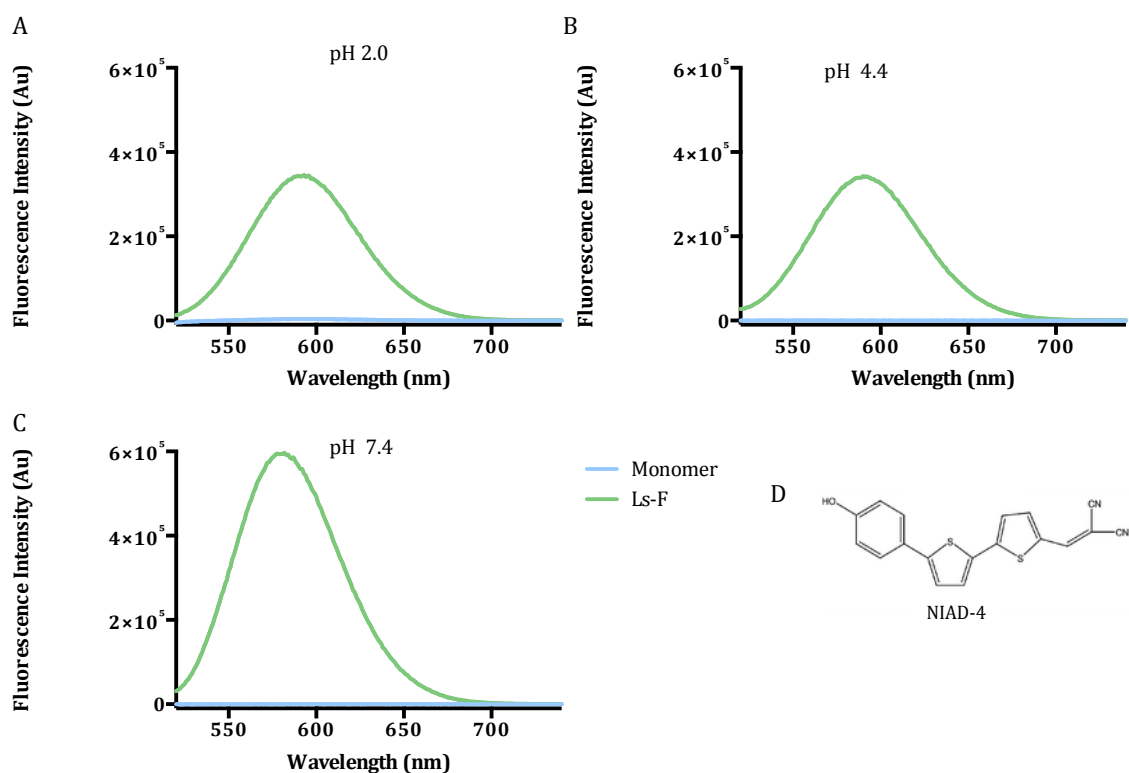 A
pH 2.0
Fluorescence Intensity (Au)
6×10⁵
4×10⁵
2×10⁵
0
550 600 650 700
Wavelength (nm)
B
pH 4.4
Fluorescence Intensity (Au)
6×10⁵
4×10⁵
2×10⁵
0
550 600 650 700
Wavelength (nm)
C
pH 7.4
Fluorescence Intensity (Au)
6×10⁵
4×10⁵
2×10⁵
0
550 600 650 700
Wavelength (nm)
Monomer
Ls-F
D
HO
S
S
CN
CN
NIAD-4